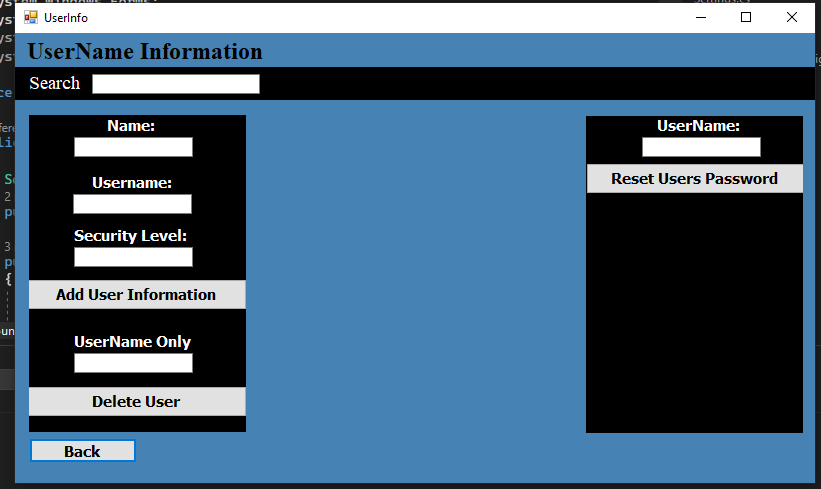 UserInfo
UserName Information
Search
Name:
Username:
Security Level:
Add User Information
UserName Only
Delete User
Back
UserName:
Reset Users Password